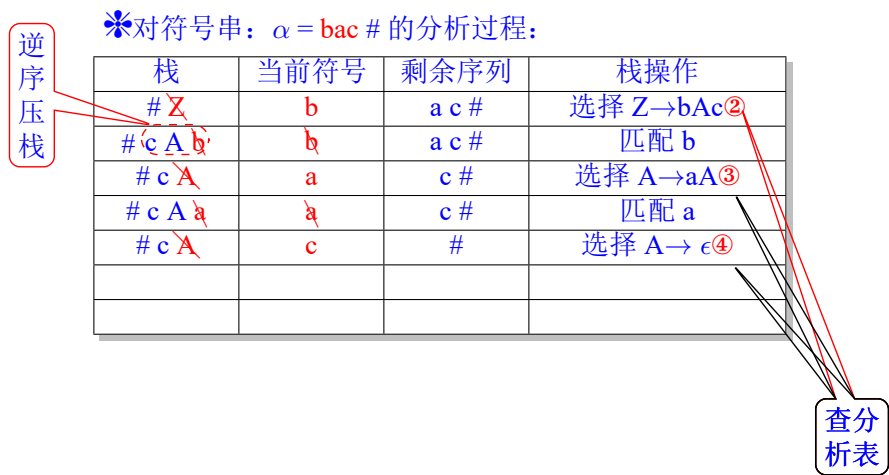 ❉对符号串：α = bac # 的分析过程：
逆序压栈
栈 当前符号 剩余序列 栈操作
# Z b a c # 选择 Z→bAc②
# c A b b a c # 匹配 b
# c A a c # 选择 A→aA③
# c A a a c # 匹配 a
# c A c # 选择 A→ ϵ④
查分
析表